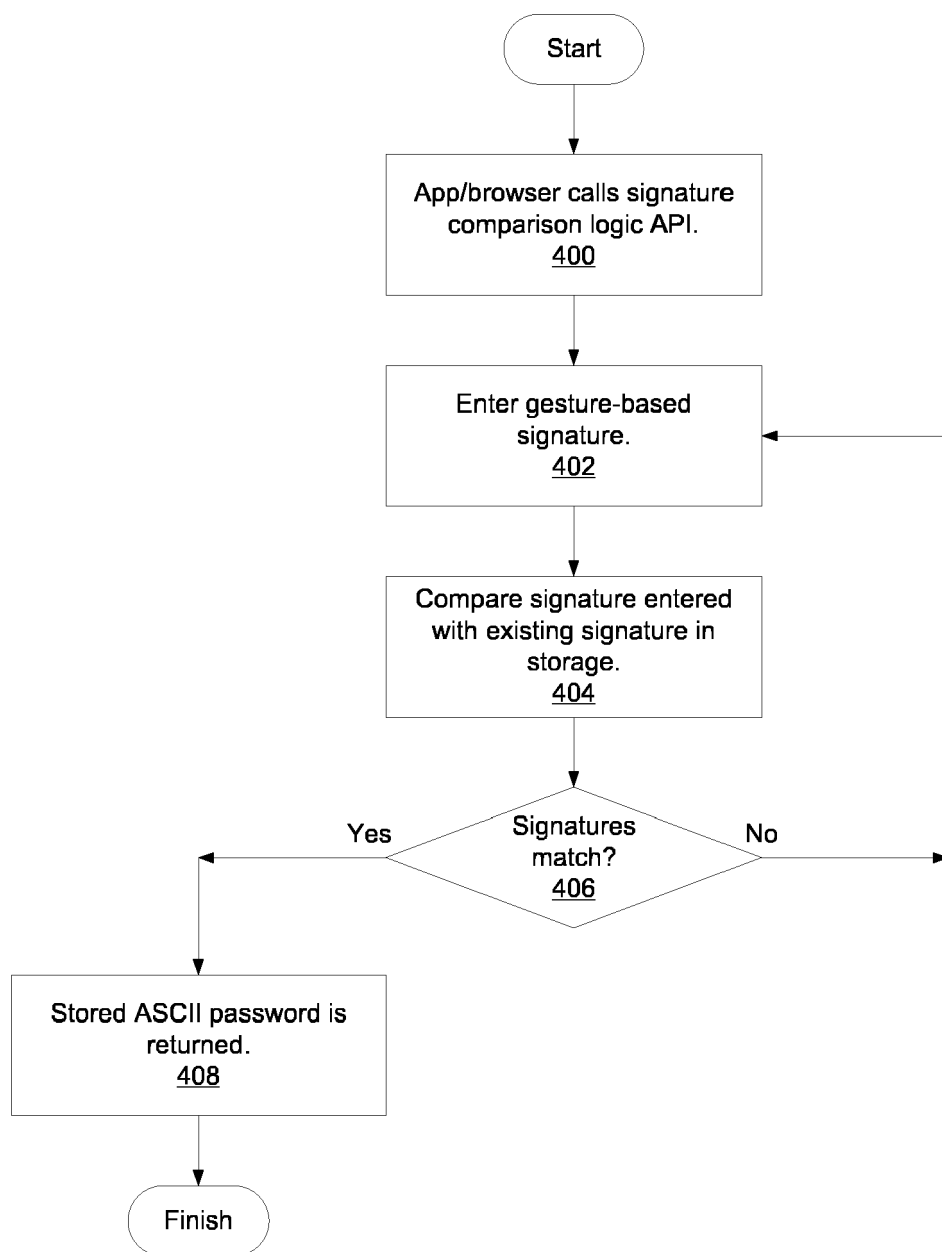 Start
App/browser calls signature
comparison logic API.
400
Enter gesture-based
signature.
402
Compare signature entered
with existing signature in
storage.
404
Yes
Signatures
match?
406
No
Stored ASCII password is
returned.
408
Finish